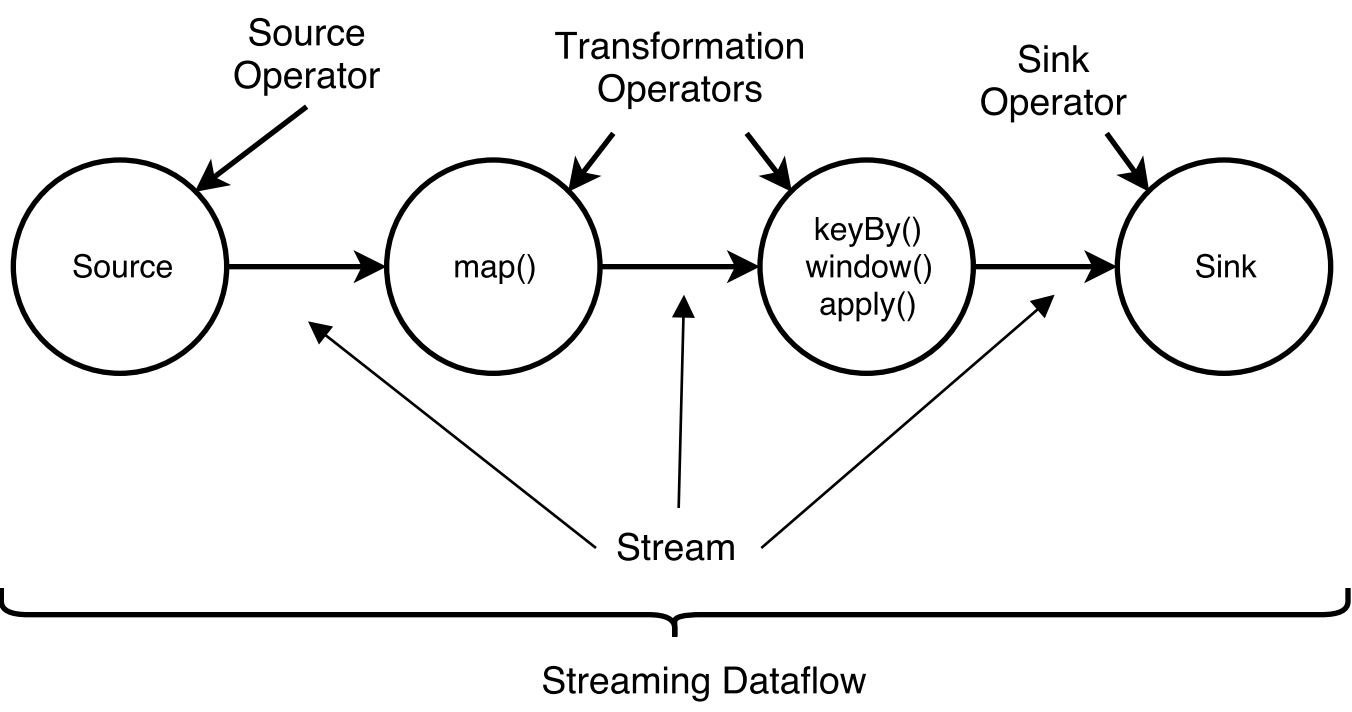 Source
Operator
Transformation
Operators
Sink
Operator
Source
map()
keyBy()
window()
apply()
Sink
Stream
Streaming Dataflow